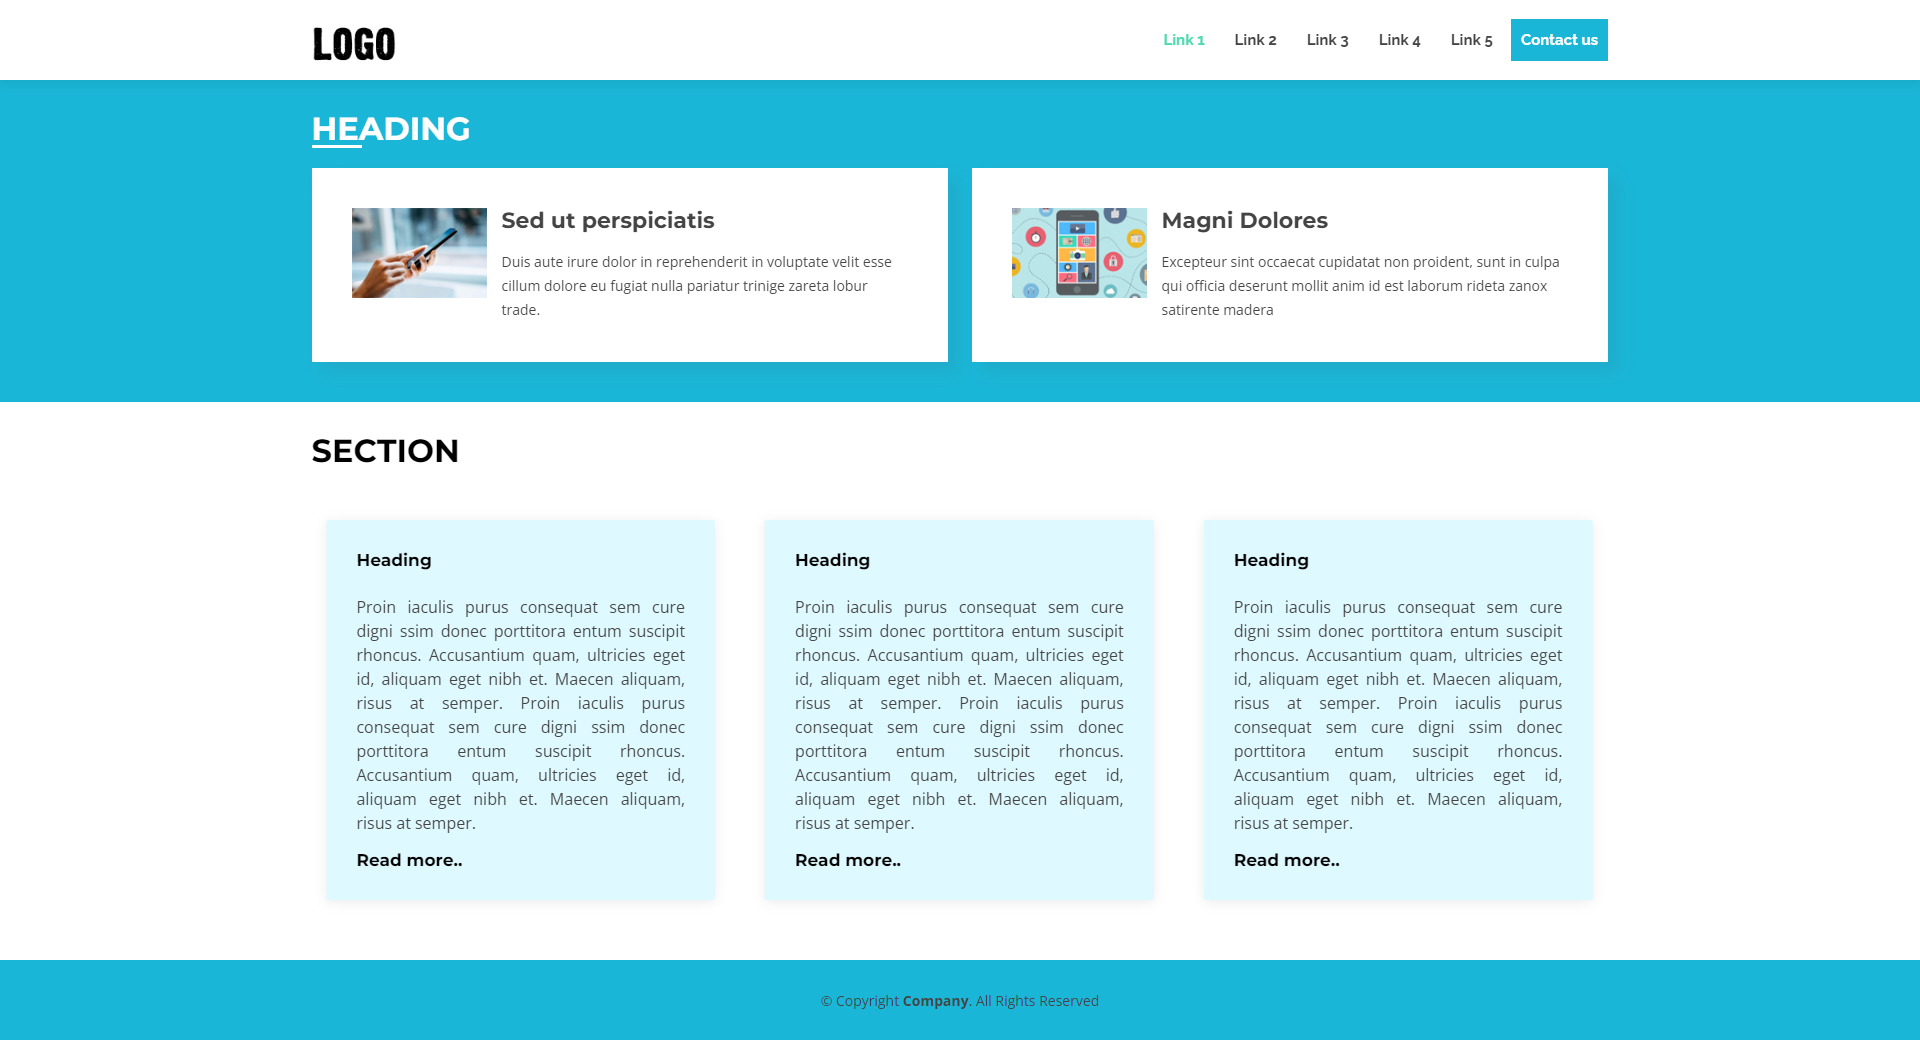 LOGO
Link 1 Link 2 Link 3 Link 4 Link 5 Contact us
HEADING
Sed ut perspiciatis
Duis aute irure dolor in reprehenderit in voluptate velit esse
cillum dolore eu fugiat nulla pariatur trinige zareta lobur
trade.
Magni Dolores
Excepteur sint occaecat cupidatat non proident, sunt in culpa
qui officia deserunt mollit anim id est laborum rideta zanox
satirente madera
SECTION
Heading
Proin iaculis purus consequat sem cure
digni ssim donec porttitora entum suscipit
rhoncus. Accusantium quam, ultricies eget
id, aliquam eget nibh et. Maecen aliquam,
risus at semper. Proin iaculis purus
consequat sem cure digni ssim donec
porttitora entum suscipit rhoncus.
Accusantium quam, ultricies eget id,
aliquam eget nibh et. Maecen aliquam,
risus at semper.
Read more..
Heading
Proin iaculis purus consequat sem cure
digni ssim donec porttitora entum suscipit
rhoncus. Accusantium quam, ultricies eget
id, aliquam eget nibh et. Maecen aliquam,
risus at semper. Proin iaculis purus
consequat sem cure digni ssim donec
porttitora entum suscipit rhoncus.
Accusantium quam, ultricies eget id,
aliquam eget nibh et. Maecen aliquam,
risus at semper.
Read more..
Heading
Proin iaculis purus consequat sem cure
digni ssim donec porttitora entum suscipit
rhoncus. Accusantium quam, ultricies eget
id, aliquam eget nibh et. Maecen aliquam,
risus at semper. Proin iaculis purus
consequat sem cure digni ssim donec
porttitora entum suscipit rhoncus.
Accusantium quam, ultricies eget id,
aliquam eget nibh et. Maecen aliquam,
risus at semper.
Read more..
© Copyright Company. All Rights Reserved